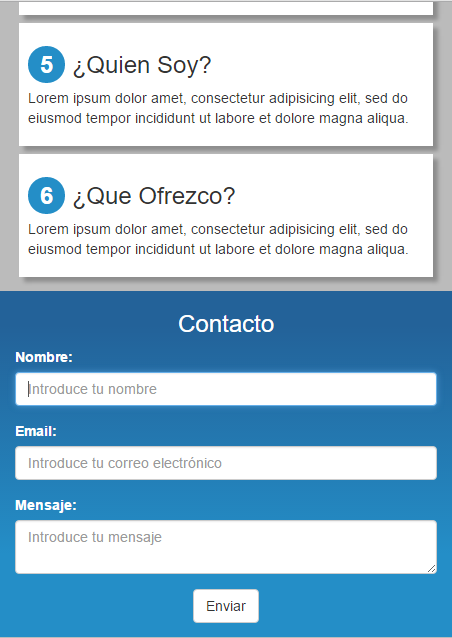 5 ¿Quien Soy?
Lorem ipsum dolor amet, consectetur adipisicing elit, sed do
eiusmod tempor incididunt ut labore et dolore magna aliqua.
6 ¿Que Ofrezco?
Lorem ipsum dolor amet, consectetur adipisicing elit, sed do
eiusmod tempor incididunt ut labore et dolore magna aliqua.
Contacto
Nombre:
Introduce tu nombre
Email:
Introduce tu correo electrónico
Mensaje:
Introduce tu mensaje
Enviar